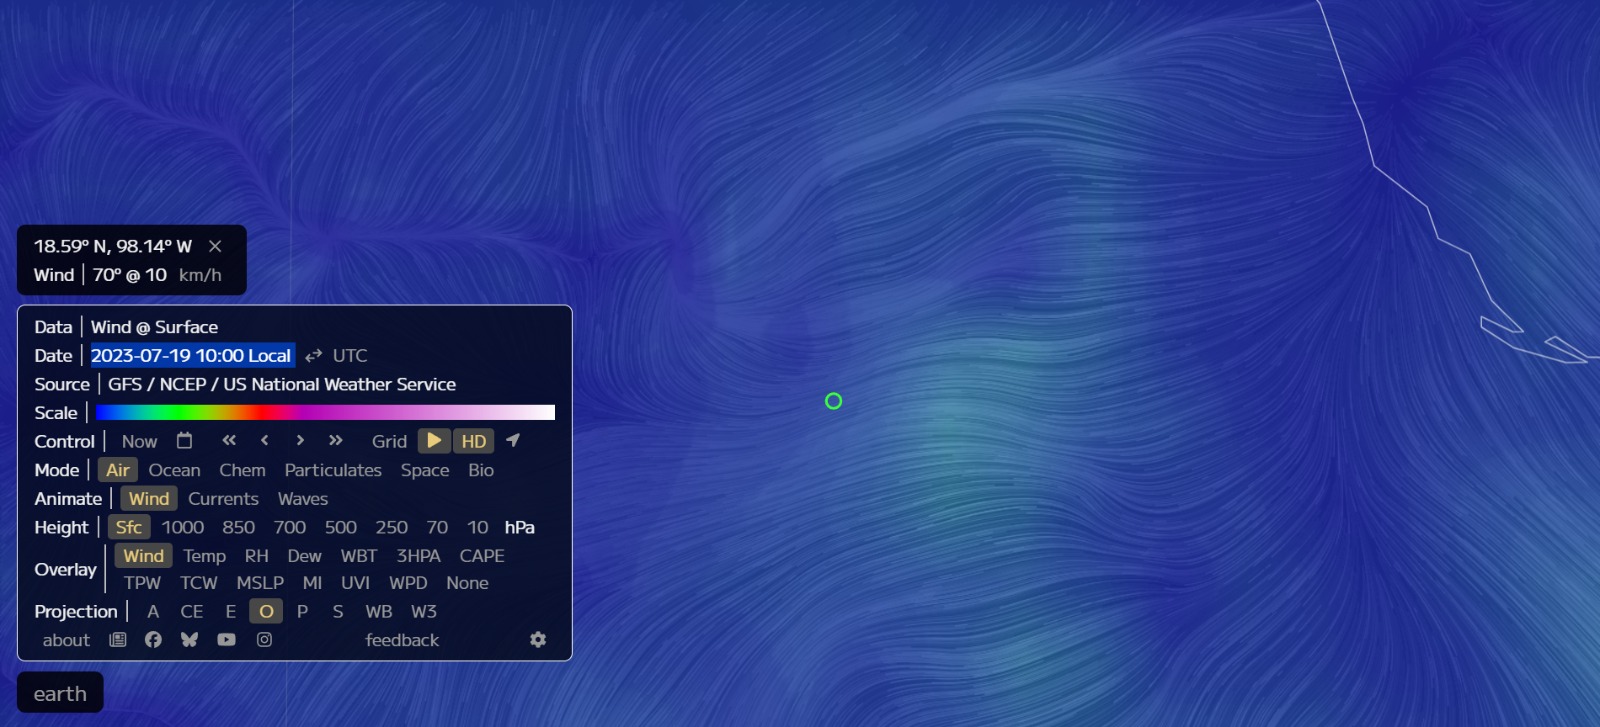 18.59° N, 98.14° W ×
Wind | 70° @ 10 km/h
Data | Wind @ Surface
Date | 2023-07-19 10:00 Local ⇄ UTC
Source | GFS / NCEP / US National Weather Service
Scale |
Control | Now « ‹ › » Grid HD
Mode | Air Ocean Chem Particulates Space Bio
Animate | Wind Currents Waves
Height | Sfc 1000 850 700 500 250 70 10 hPa
Overlay | Wind Temp RH Dew WBT 3HPA CAPE
TPW TCW MSLP MI UVI WPD None
Projection | A CE E O P S WB W3
about feedback
earth